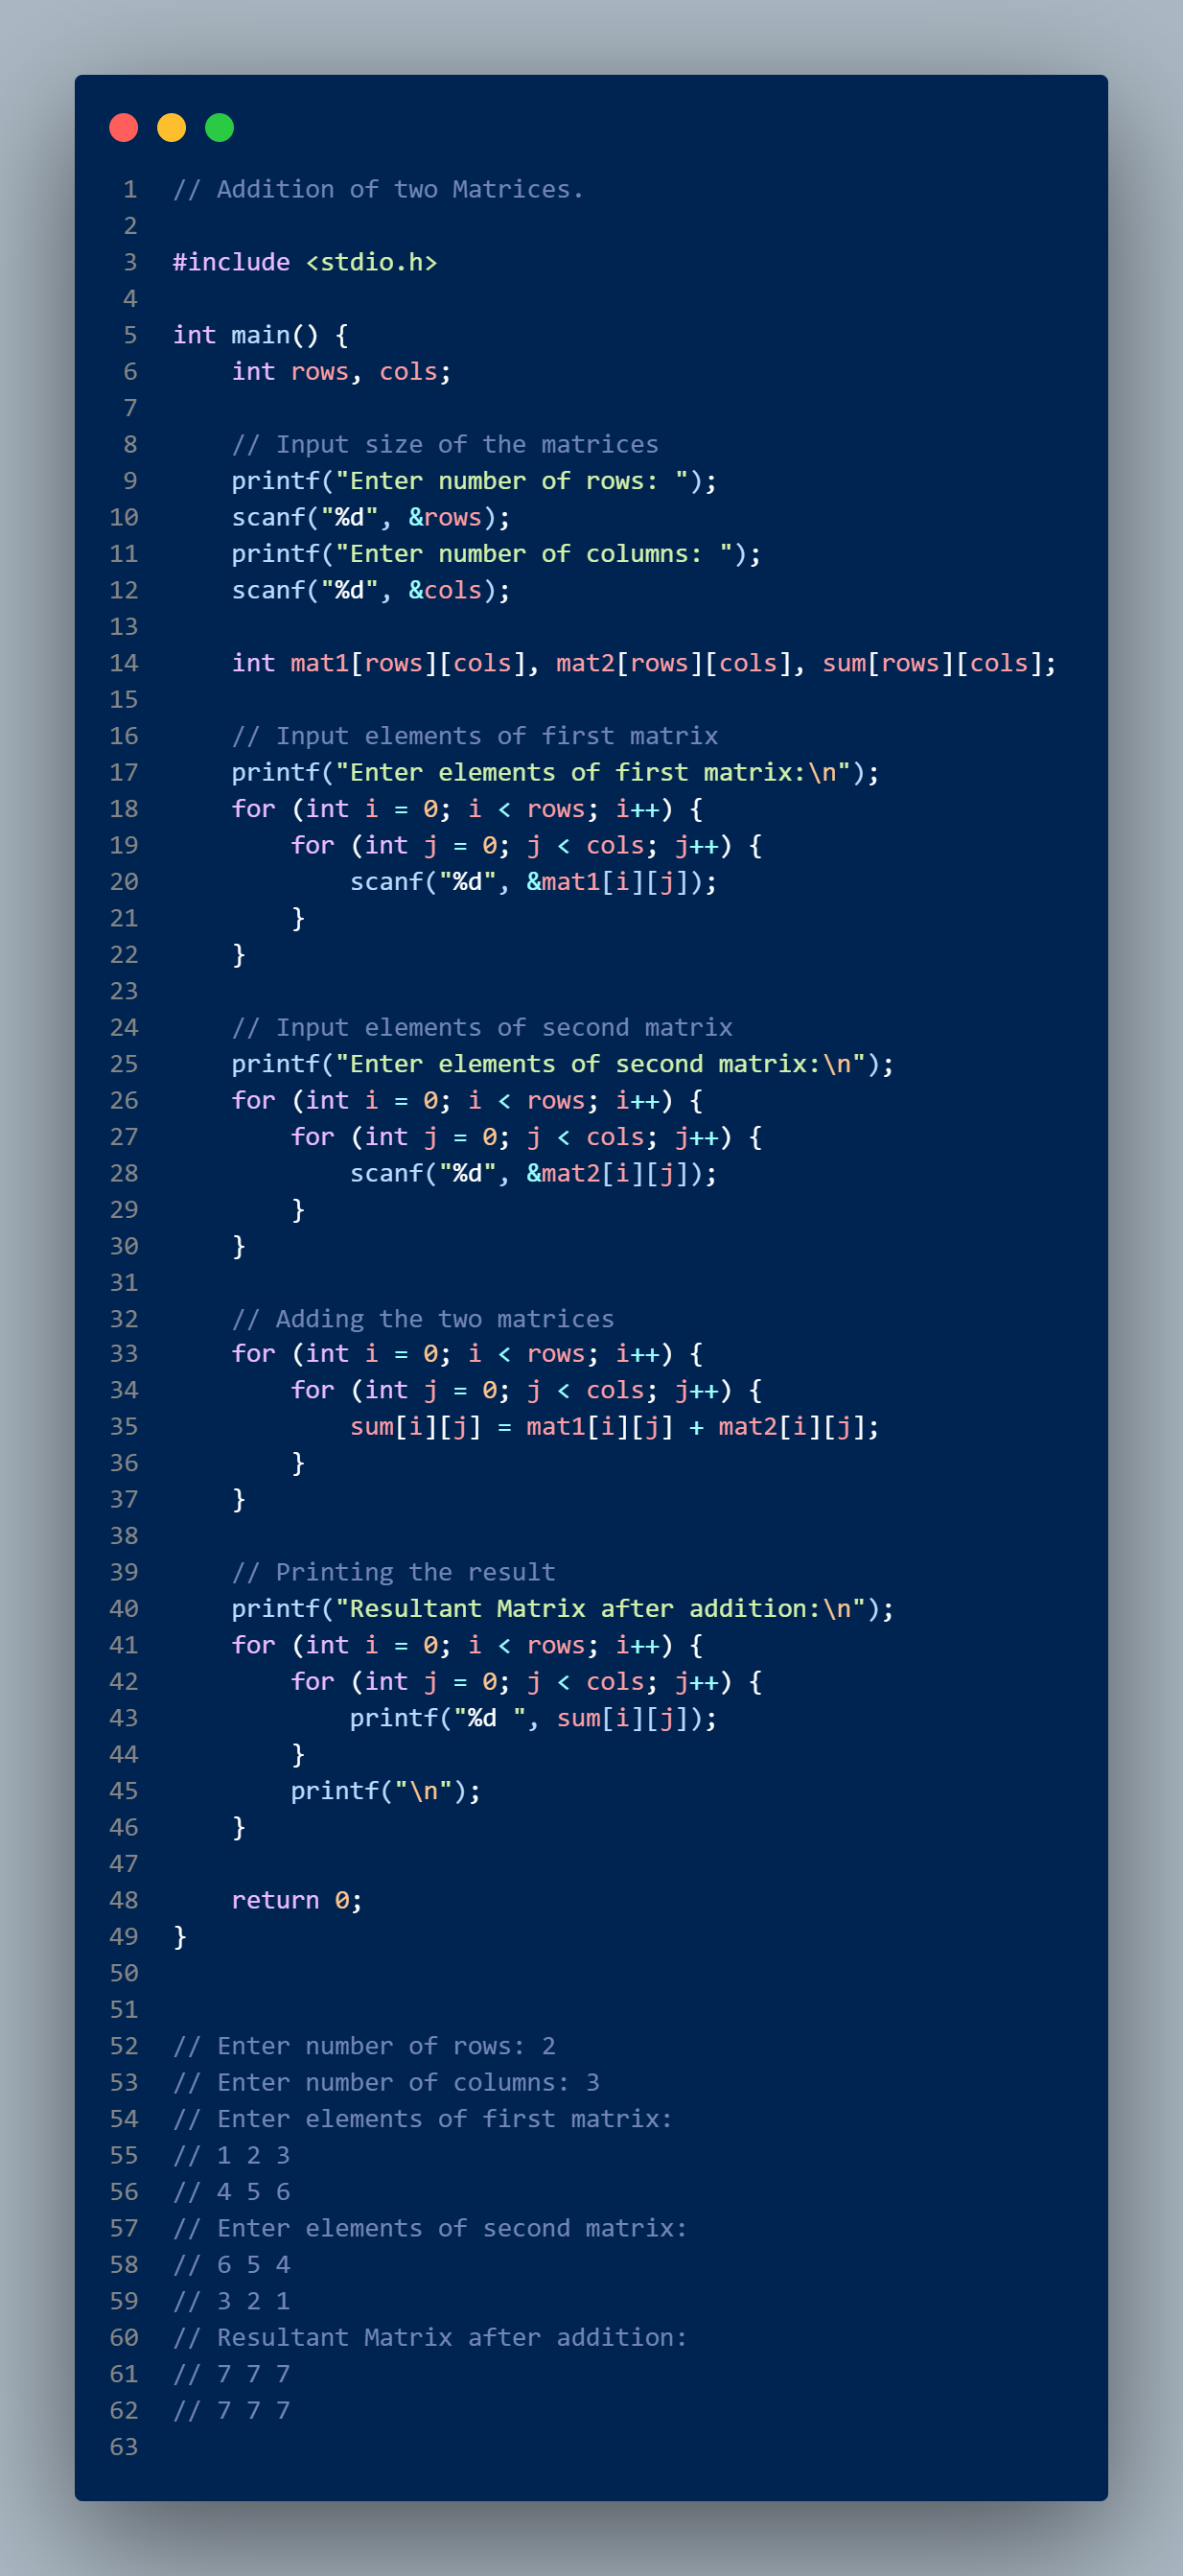 1 // Addition of two Matrices.
2
3 #include <stdio.h>
4
5 int main() {
6     int rows, cols;
7
8     // Input size of the matrices
9     printf("Enter number of rows: ");
10     scanf("%d", &rows);
11     printf("Enter number of columns: ");
12     scanf("%d", &cols);
13
14     int mat1[rows][cols], mat2[rows][cols], sum[rows][cols];
15
16     // Input elements of first matrix
17     printf("Enter elements of first matrix:\n");
18     for (int i = 0; i < rows; i++) {
19         for (int j = 0; j < cols; j++) {
20             scanf("%d", &mat1[i][j]);
21         }
22     }
23
24     // Input elements of second matrix
25     printf("Enter elements of second matrix:\n");
26     for (int i = 0; i < rows; i++) {
27         for (int j = 0; j < cols; j++) {
28             scanf("%d", &mat2[i][j]);
29         }
30     }
31
32     // Adding the two matrices
33     for (int i = 0; i < rows; i++) {
34         for (int j = 0; j < cols; j++) {
35             sum[i][j] = mat1[i][j] + mat2[i][j];
36         }
37     }
38
39     // Printing the result
40     printf("Resultant Matrix after addition:\n");
41     for (int i = 0; i < rows; i++) {
42         for (int j = 0; j < cols; j++) {
43             printf("%d ", sum[i][j]);
44         }
45         printf("\n");
46     }
47
48     return 0;
49 }
50
51
52 // Enter number of rows: 2
53 // Enter number of columns: 3
54 // Enter elements of first matrix:
55 // 1 2 3
56 // 4 5 6
57 // Enter elements of second matrix:
58 // 6 5 4
59 // 3 2 1
60 // Resultant Matrix after addition:
61 // 7 7 7
62 // 7 7 7
63